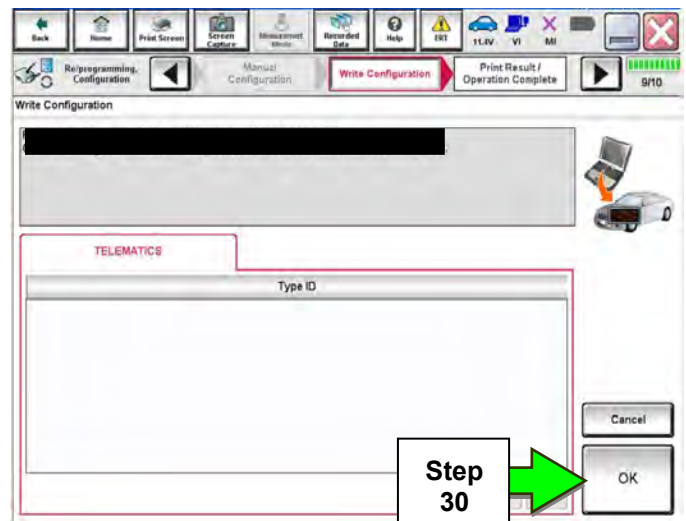 Back
Home
Print Screen
Screen Capture
Measurement Mode
Recorded Data
Help
ERT
11.4V
VI
MI
Re/programming, Configuration
Manual Configuration
Write Configuration
Print Result / Operation Complete
9/10
Write Configuration
TELEMATICS
Type ID
Cancel
OK
Step
30